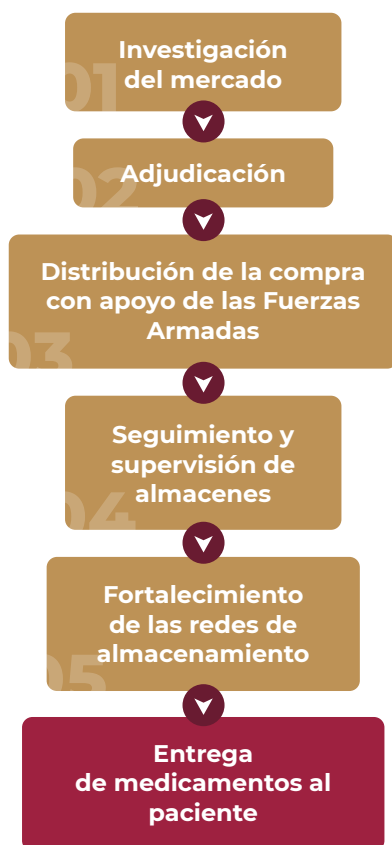 01
Investigación
del mercado
02
Adjudicación
03
Distribución de la compra
con apoyo de las Fuerzas
Armadas
04
Seguimiento y
supervisión de
almacenes
05
Fortalecimiento
de las redes de
almacenamiento
Entrega
de medicamentos al
paciente